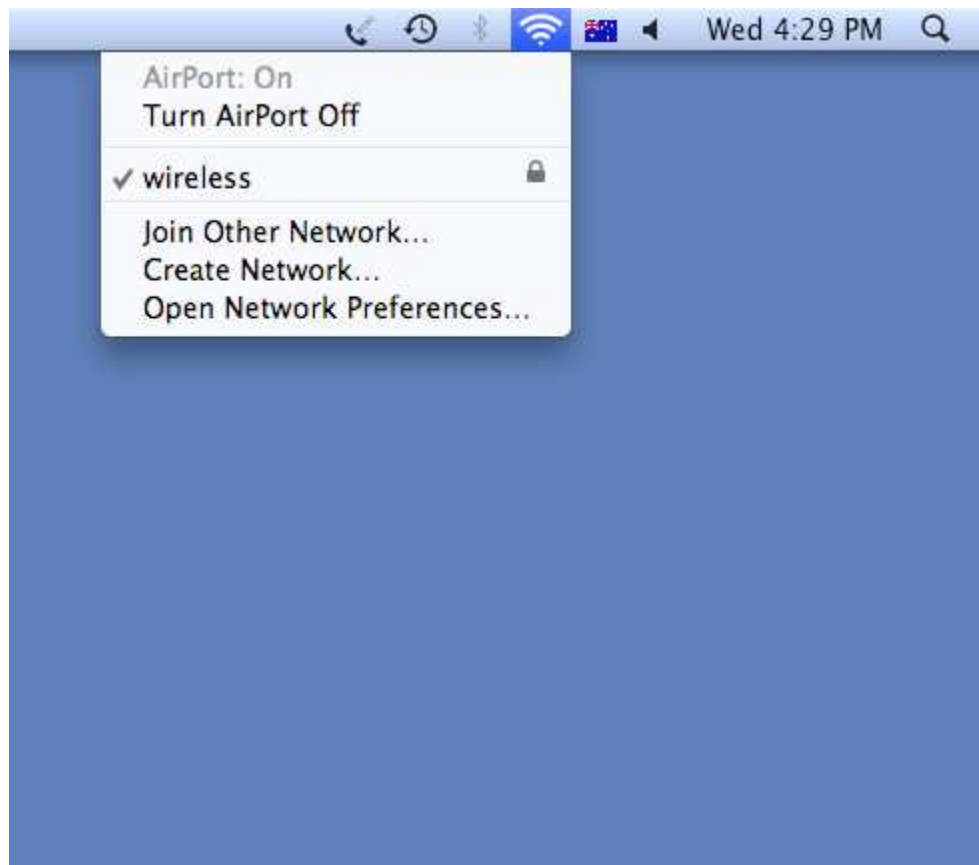 Wed 4:29 PM
AirPort: On
Turn AirPort Off
wireless
Join Other Network...
Create Network...
Open Network Preferences...